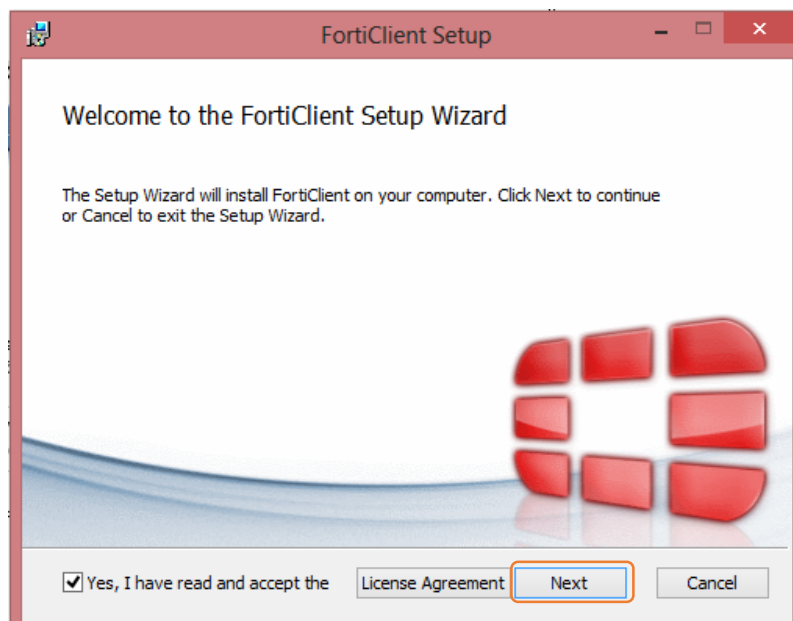 FortiClient Setup
Welcome to the FortiClient Setup Wizard
The Setup Wizard will install FortiClient on your computer. Click Next to continue
or Cancel to exit the Setup Wizard.
Yes, I have read and accept the License Agreement Next Cancel